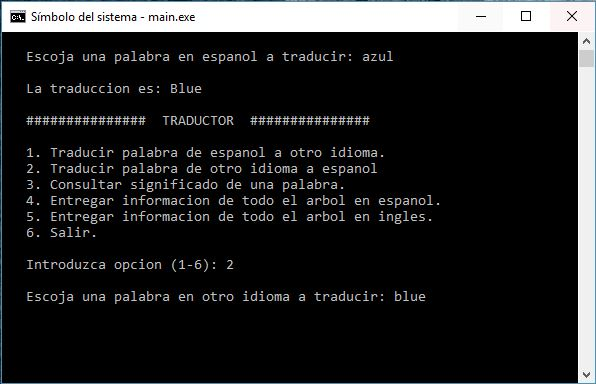 Símbolo del sistema - main.exe
Escoja una palabra en espanol a traducir: azul
La traduccion es: Blue
############### TRADUCTOR ###############
1. Traducir palabra de espanol a otro idioma.
2. Traducir palabra de otro idioma a espanol
3. Consultar significado de una palabra.
4. Entregar informacion de todo el arbol en espanol.
5. Entregar informacion de todo el arbol en ingles.
6. Salir.
Introduzca opcion (1-6): 2
Escoja una palabra en otro idioma a traducir: blue